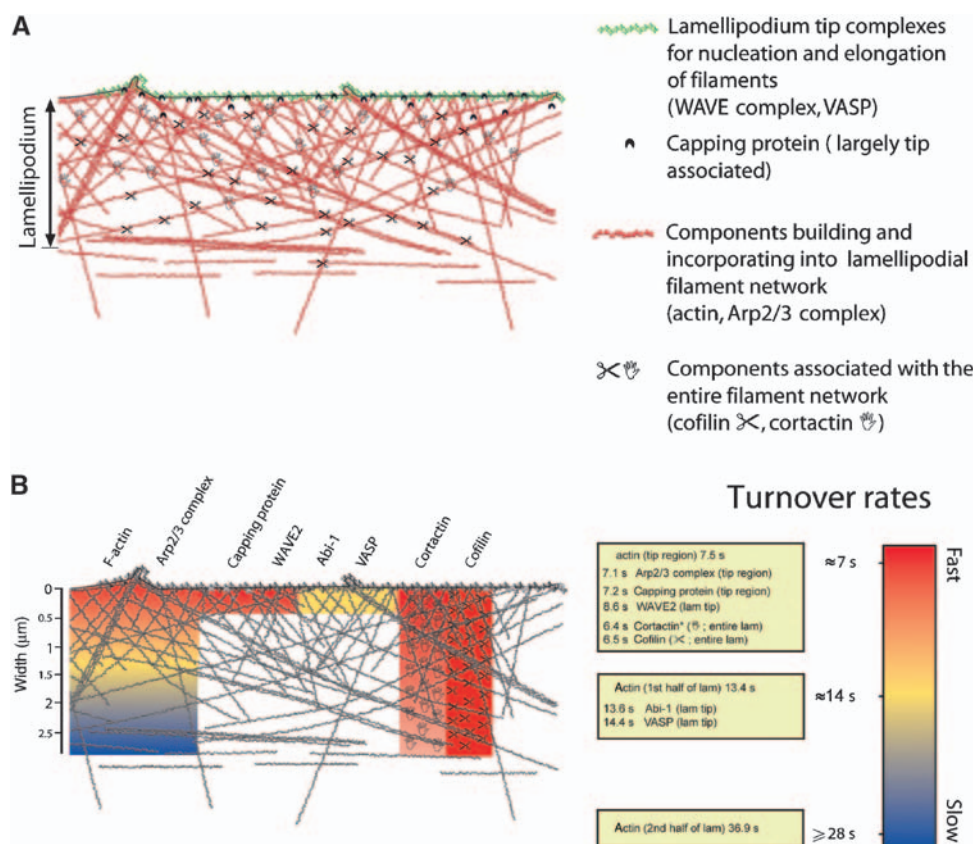 A
Lamellipodium
Lamellipodium tip complexes
for nucleation and elongation
of filaments
(WAVE complex, VASP)
Capping protein ( largely tip
associated)
Components building and
incorporating into lamellipodial
filament network
(actin, Arp2/3 complex)
Components associated with the
entire filament network
(cofilin ✂, cortactin )
B
F-actin
Arp2/3 complex
Capping protein
WAVE2
Abi-1
VASP
Cortactin
Cofilin
Width (µm)
0
0.5
1
1.5
2
2.5
Turnover rates
actin (tip region) 7.5 s
7.1 s Arp2/3 complex (tip region)
7.2 s Capping protein (tip region)
8.6 s WAVE2 (lam tip)
6.4 s Cortactin* ( ; entire lam)
6.5 s Cofilin (✂ ; entire lam)
Actin (1st half of lam) 13.4 s
13.6 s Abi-1 (lam tip)
14.4 s VASP (lam tip)
Actin (2nd half of lam) 36.9 s
≈7 s
≈14 s
⩾28 s
Fast
Slow